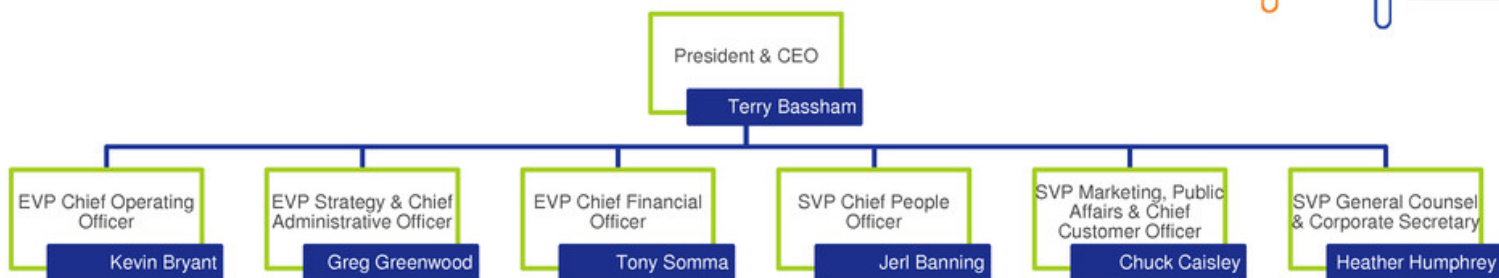 President & CEO
Terry Bassham
EVP Chief Operating
Officer
Kevin Bryant
EVP Strategy & Chief
Administrative Officer
Greg Greenwood
EVP Chief Financial
Officer
Tony Somma
SVP Chief People
Officer
Jerl Banning
SVP Marketing, Public
Affairs & Chief
Customer Officer
Chuck Caisley
SVP General Counsel
& Corporate Secretary
Heather Humphrey